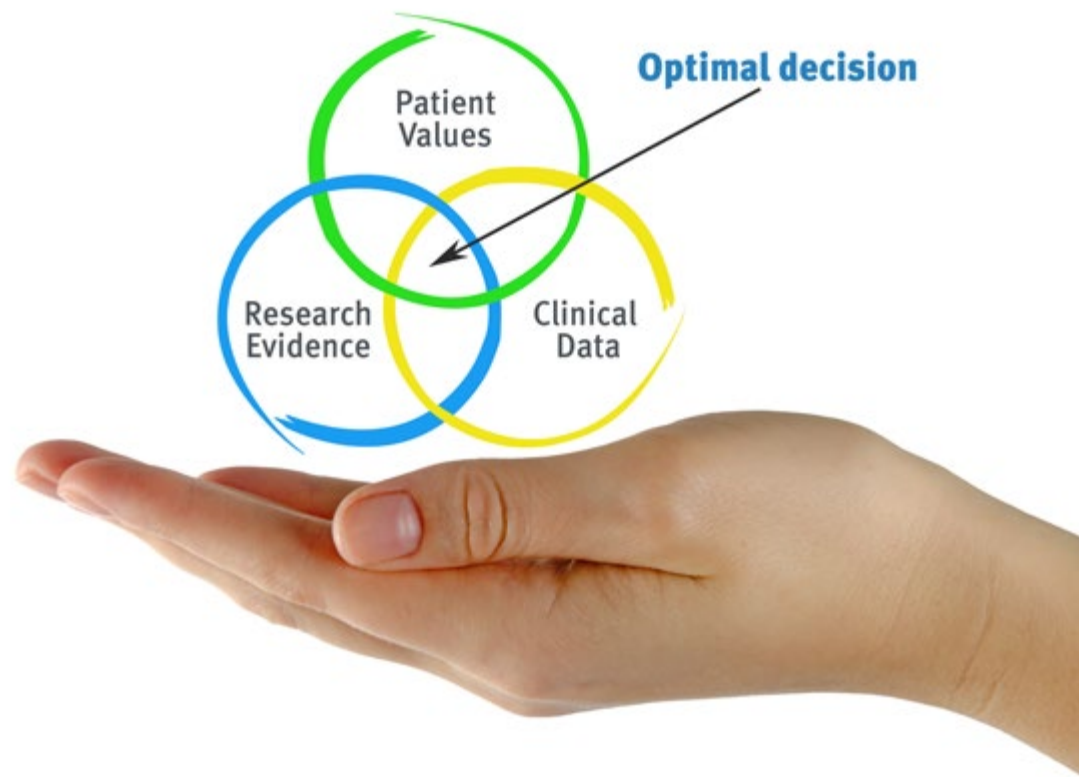 Optimal decision
Patient
Values
Research
Evidence
Clinical
Data